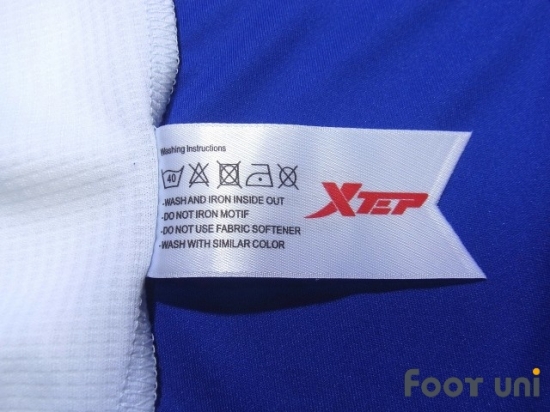 Washing Instructions
40
-WASH AND IRON INSIDE OUT
-DO NOT IRON MOTIF
-DO NOT USE FABRIC SOFTENER
-WASH WITH SIMILAR COLOR
XTEP
FOOT UNI